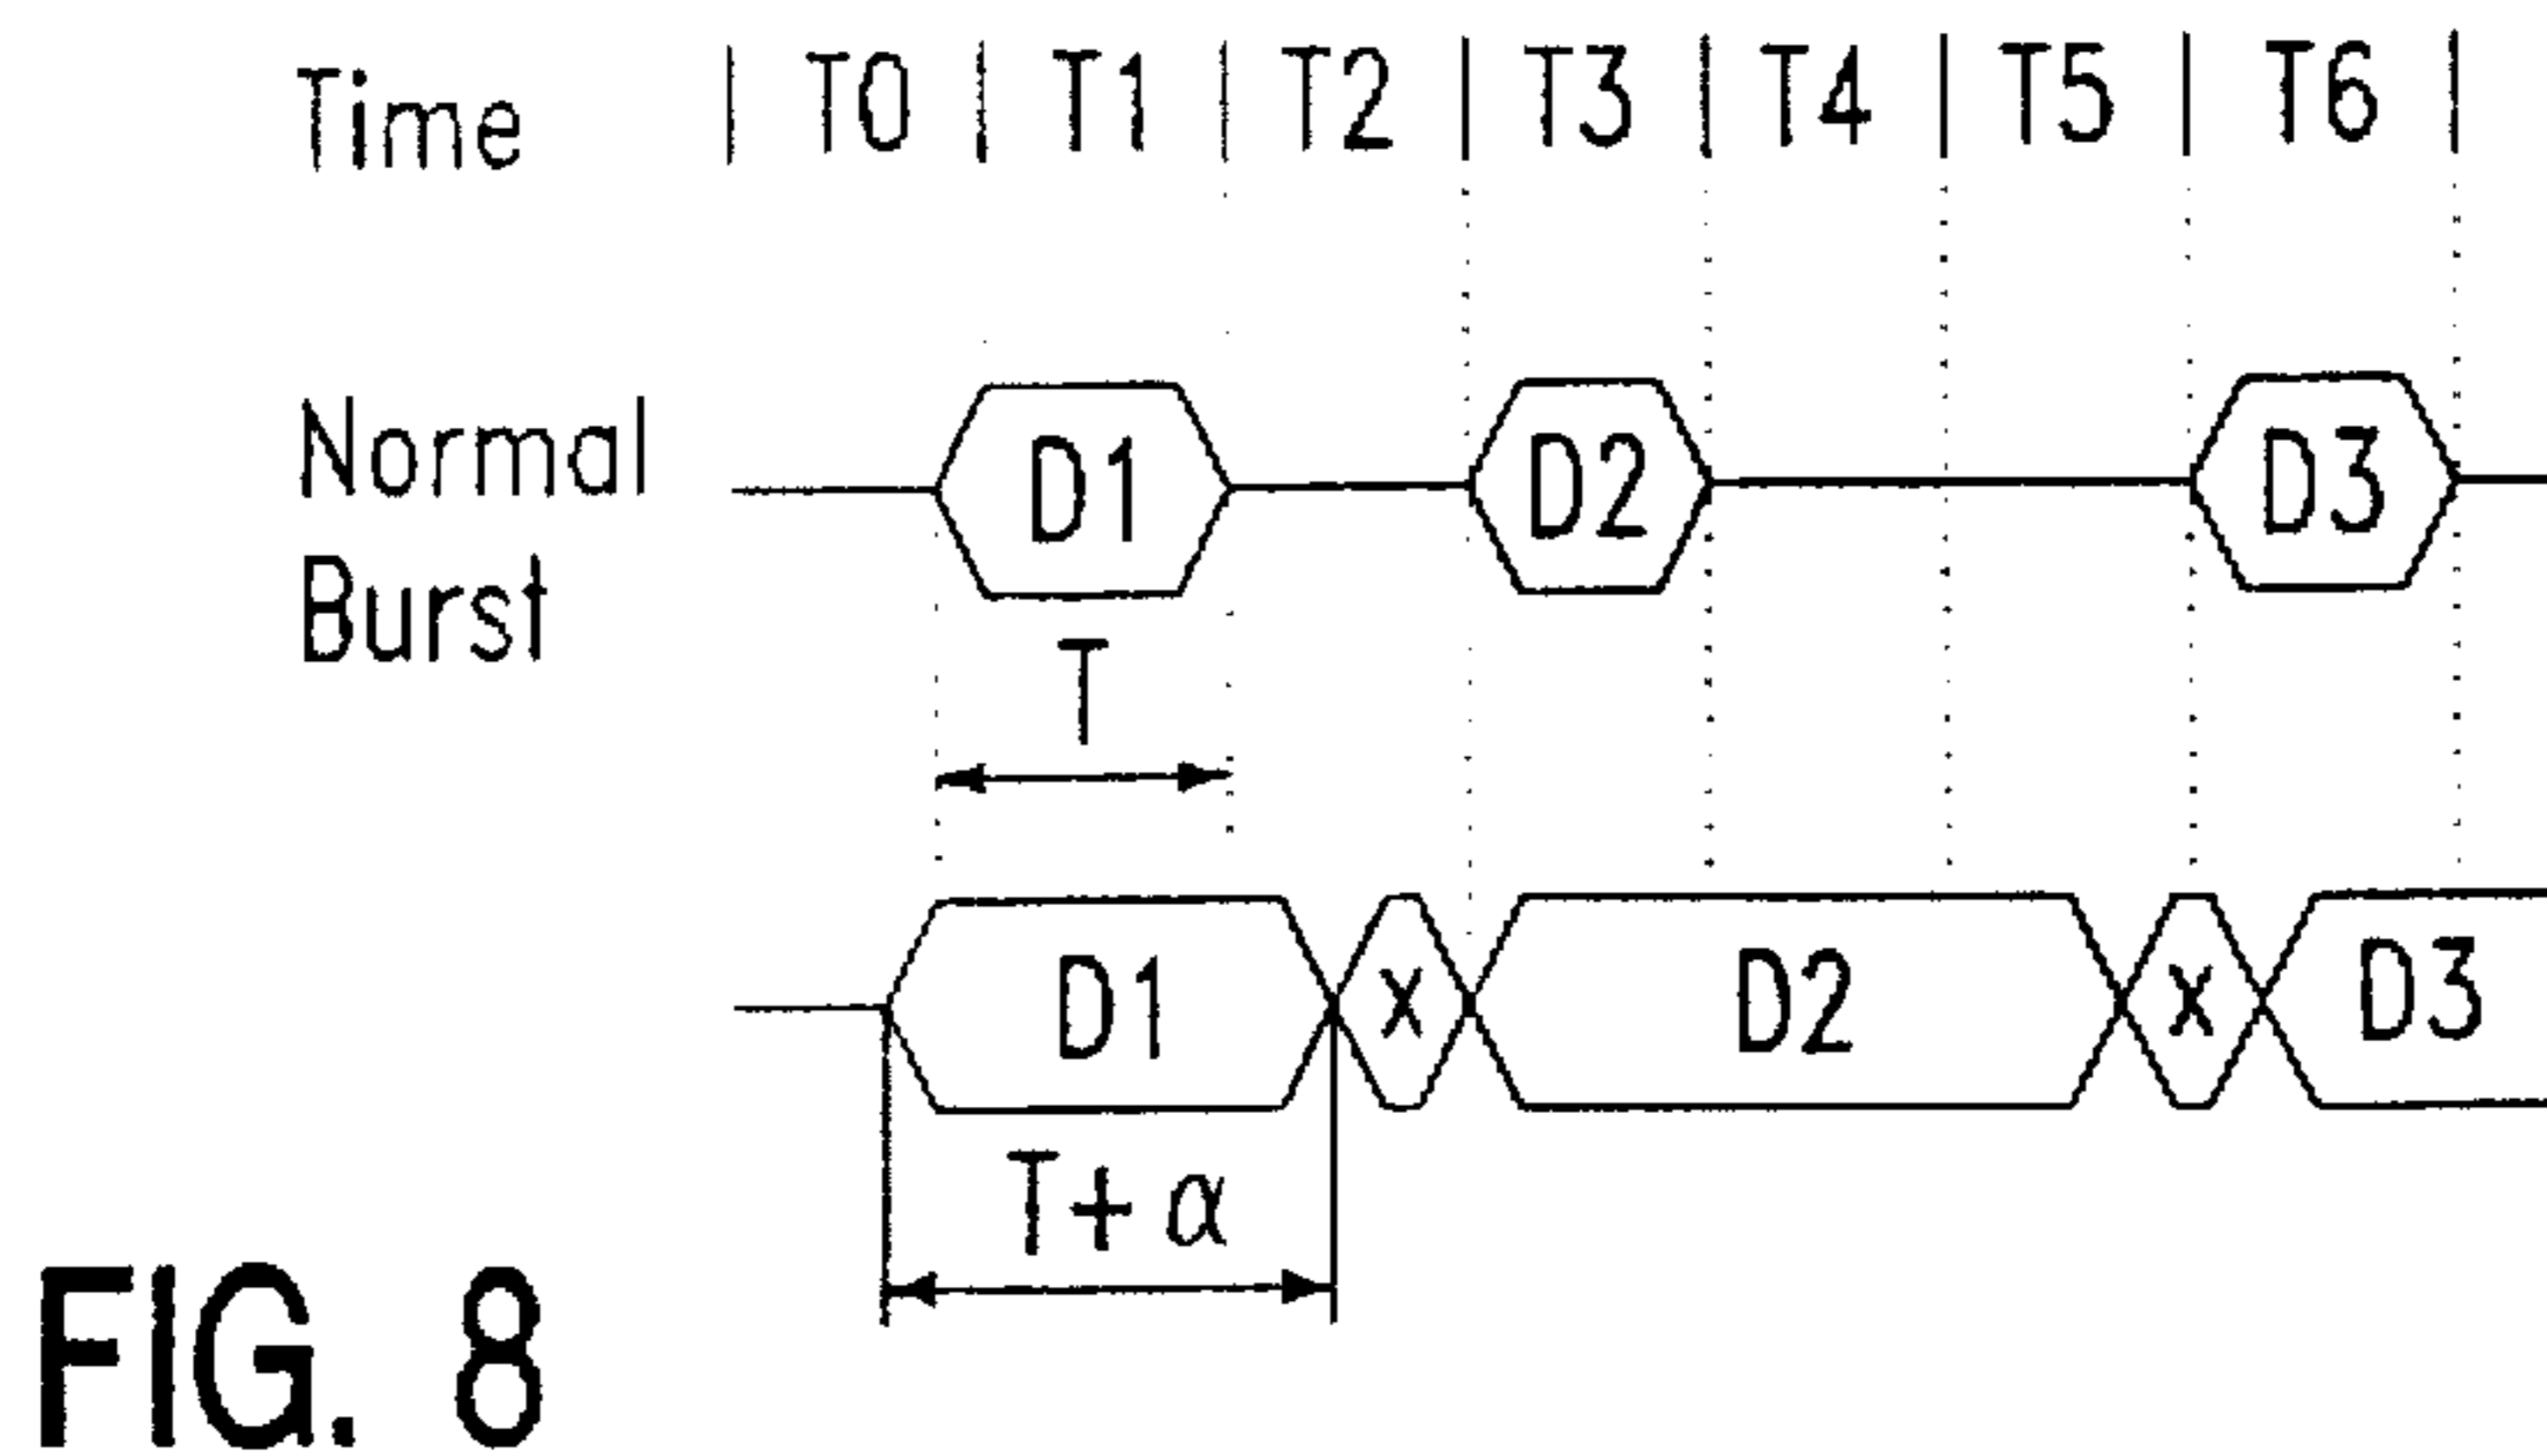 Time | T0 | T1 | T2 | T3 | T4 | T5 | T6 |
Normal
Burst
D1 D2 D3
T
D1 x D2 x D3
T+ α
FIG. 8